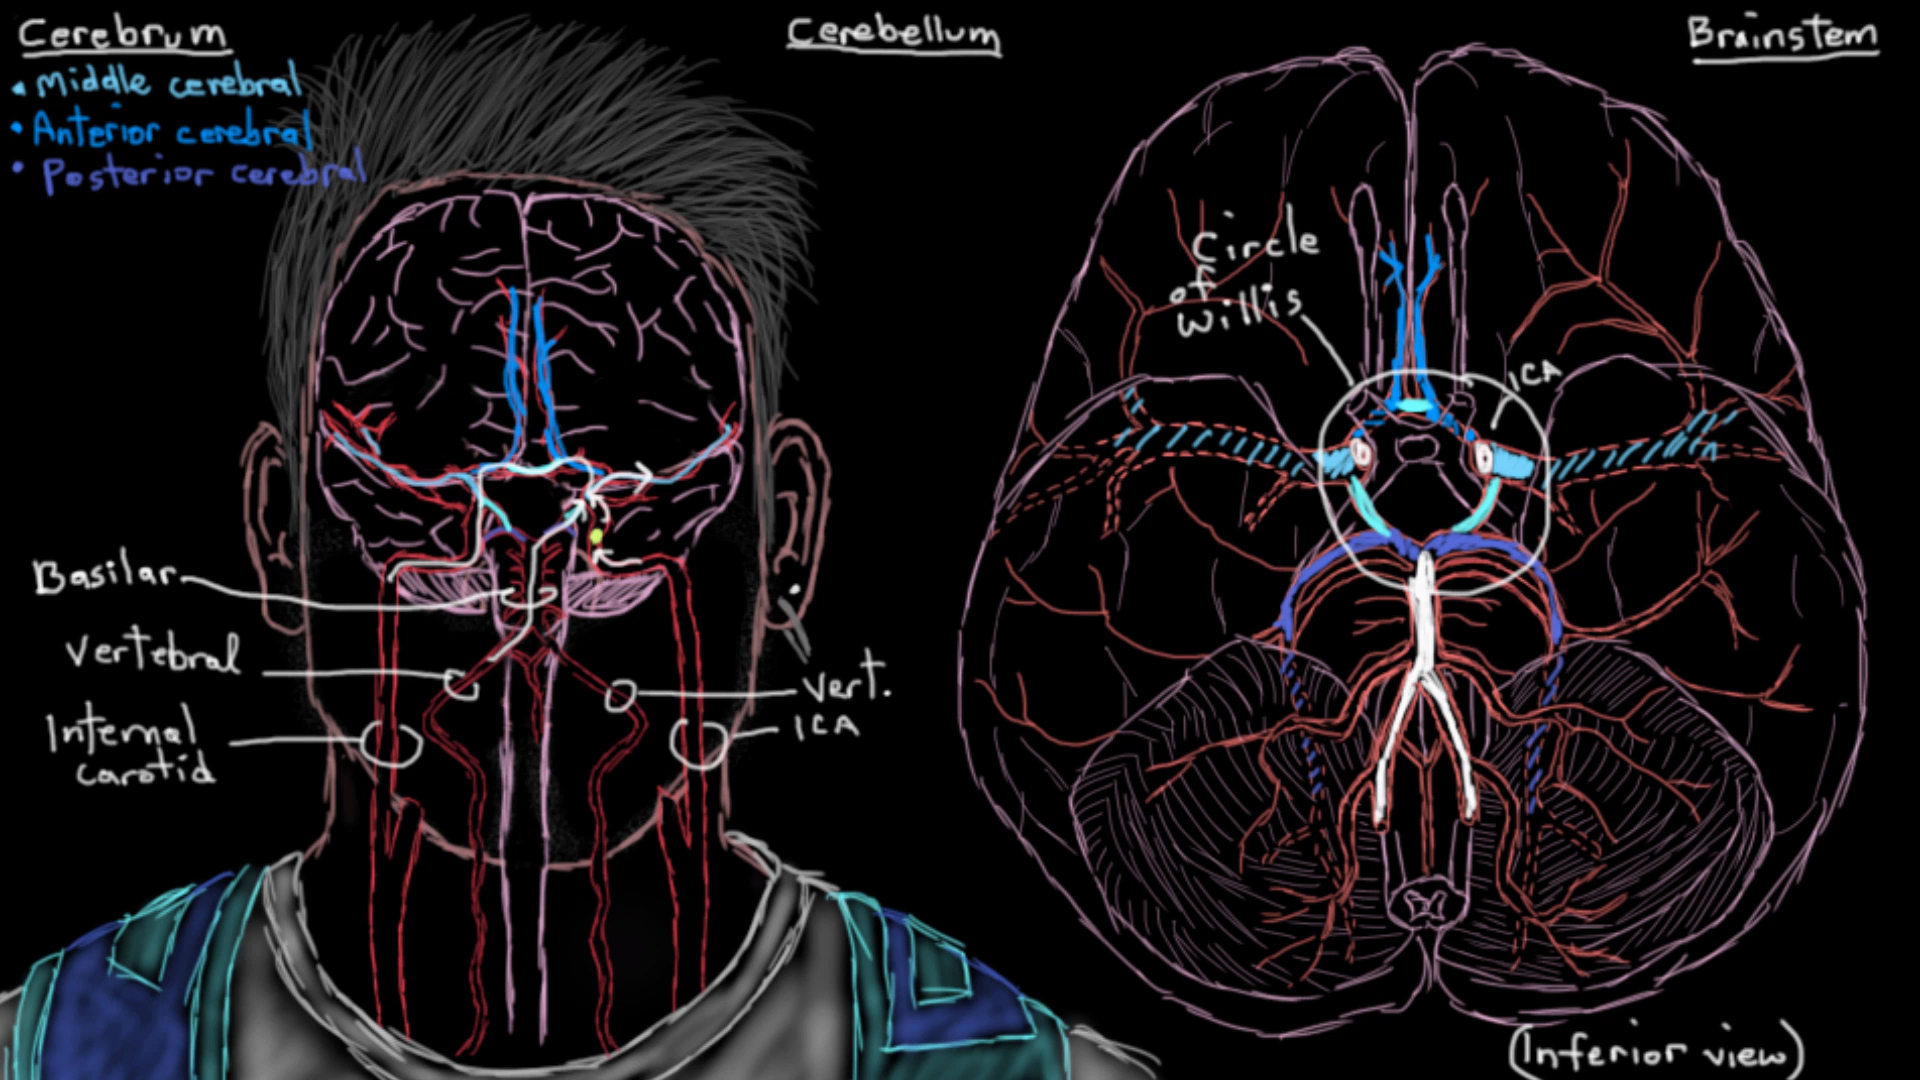 Cerebrum
• Middle cerebral
• Anterior cerebral
• Posterior cerebral
Cerebellum
Brainstem
Circle
of
Willis
ICA
Basilar
Vertebral
Internal
carotid
Vert.
ICA
(Inferior view)